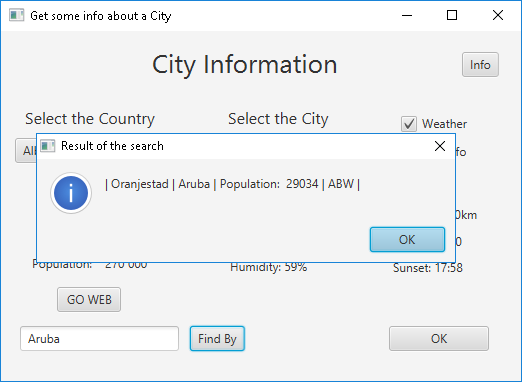 Get some info about a City
City Information
Info
Select the Country
Select the City
Weather
All
fo
Result of the search
| Oranjestad | Aruba | Population: 29034 | ABW |
0km
OK
0
Population: 270 000
Humidity: 59%
Sunset: 17:58
GO WEB
Aruba
Find By
OK